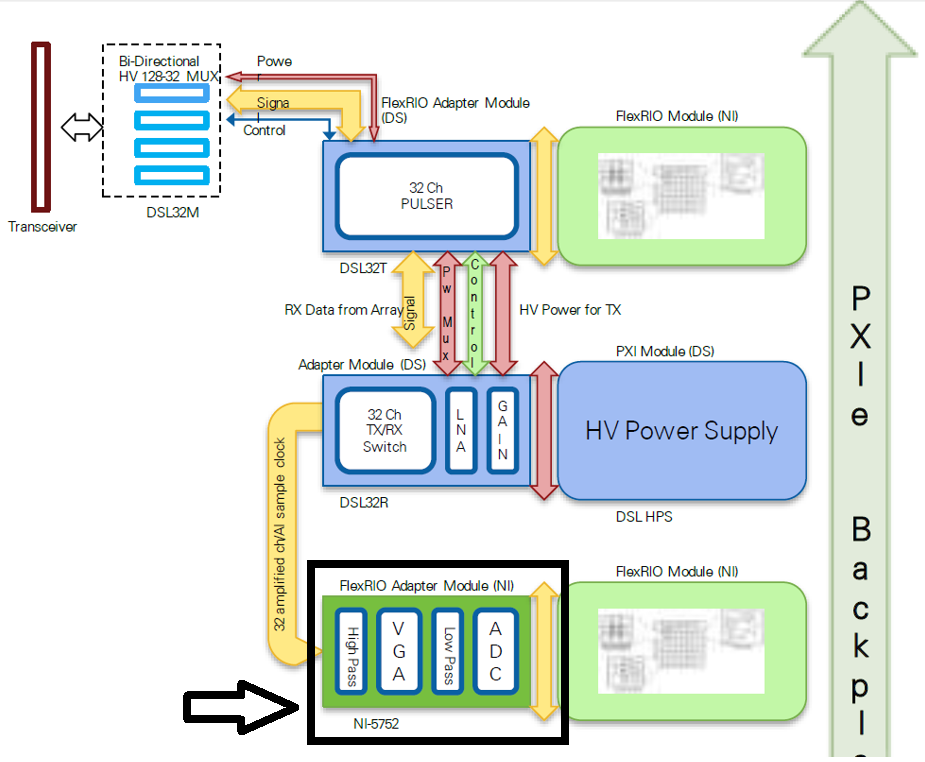 Bi-Directional
HV 128-32 MUX
Powe
r
Signa
l
Control
FlexRIO Adapter Module
(DS)
FlexRIO Module (NI)
Transceiver
DSL32M
32 Ch
PULSER
DSL32T
RX Data from Array
Signal
Pw Mux
Control
HV Power for TX
Adapter Module (DS)
PXI Module (DS)
32 Ch
TX/RX
Switch
LNA
GAIN
HV Power Supply
DSL32R
DSL HPS
32 amplified ch/AI sample clock
FlexRIO Adapter Module (NI)
FlexRIO Module (NI)
High Pass
VGA
Low Pass
ADC
NI-5752
PXIe Backpl